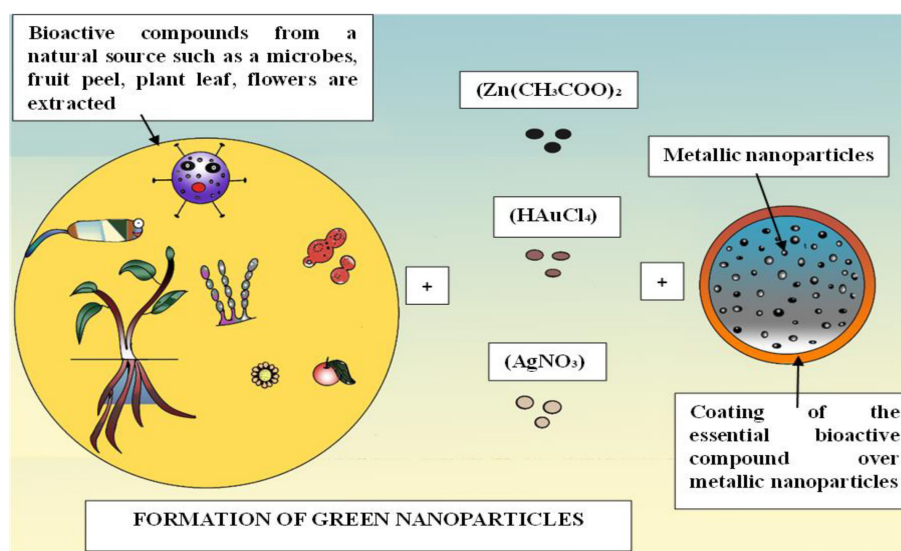 Bioactive compounds from a
natural source such as a microbes,
fruit peel, plant leaf, flowers are
extracted
(Zn(CH₃COO)₂
Metallic nanoparticles
(HAuCl₄)
+
+
(AgNO₃)
Coating of the
essential bioactive
compound over
metallic nanoparticles
FORMATION OF GREEN NANOPARTICLES